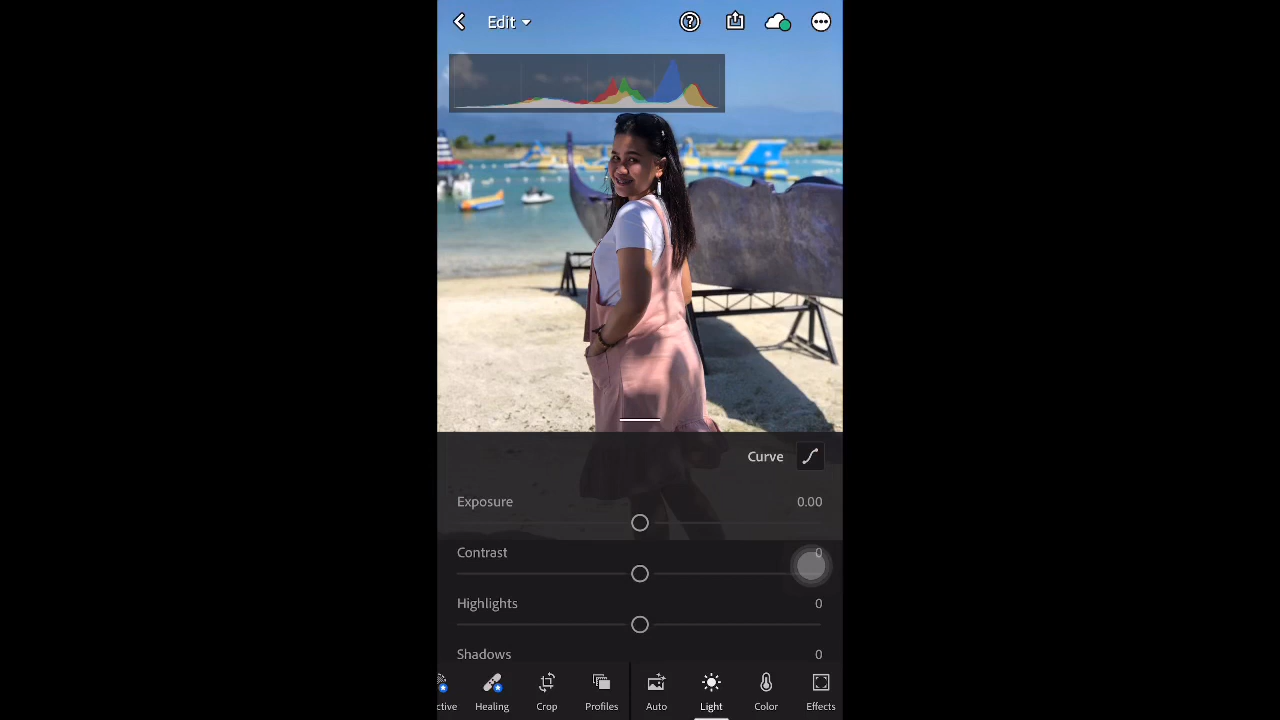 Edit
Curve
Exposure 0.00
Contrast 0
Highlights 0
Shadows 0
ctive Healing Crop Profiles Auto Light Color Effects